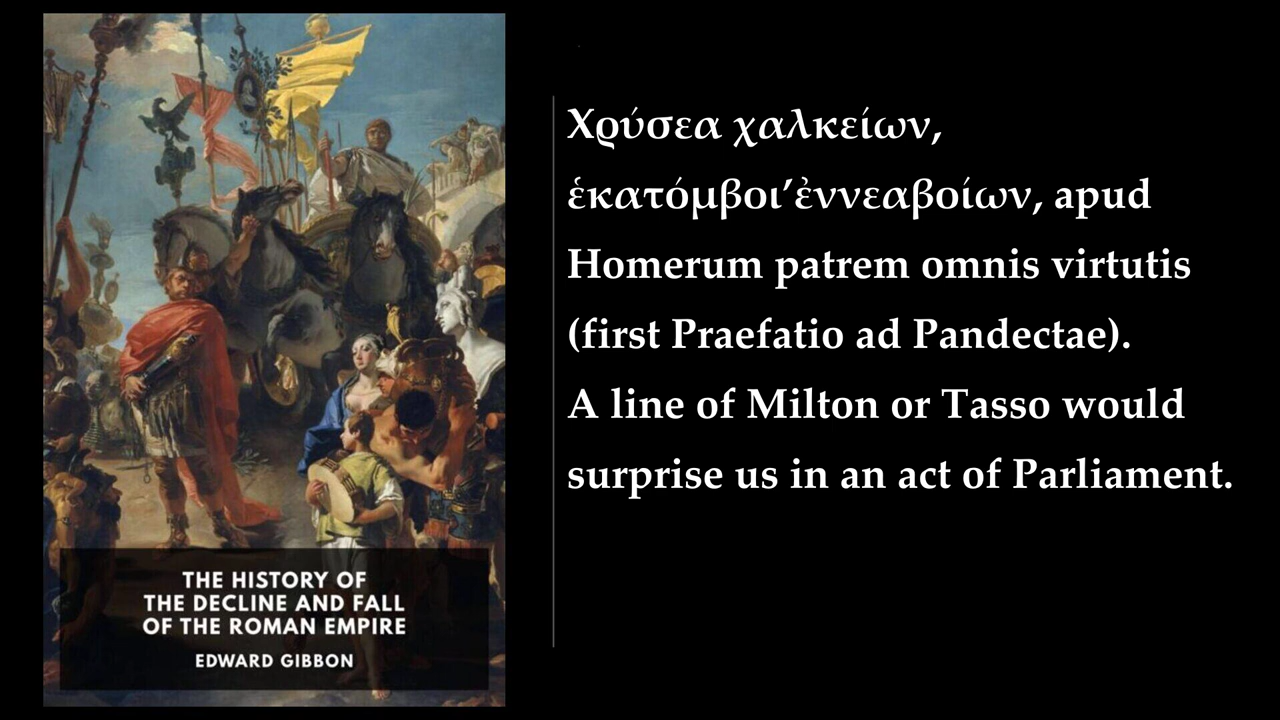 THE HISTORY OF
THE DECLINE AND FALL
OF THE ROMAN EMPIRE
EDWARD GIBBON
Χρύσεα χαλκείων,
ἑκατόμβοι’ἐννεαβοίων, apud
Homerum patrem omnis virtutis
(first Praefatio ad Pandectae).
A line of Milton or Tasso would
surprise us in an act of Parliament.